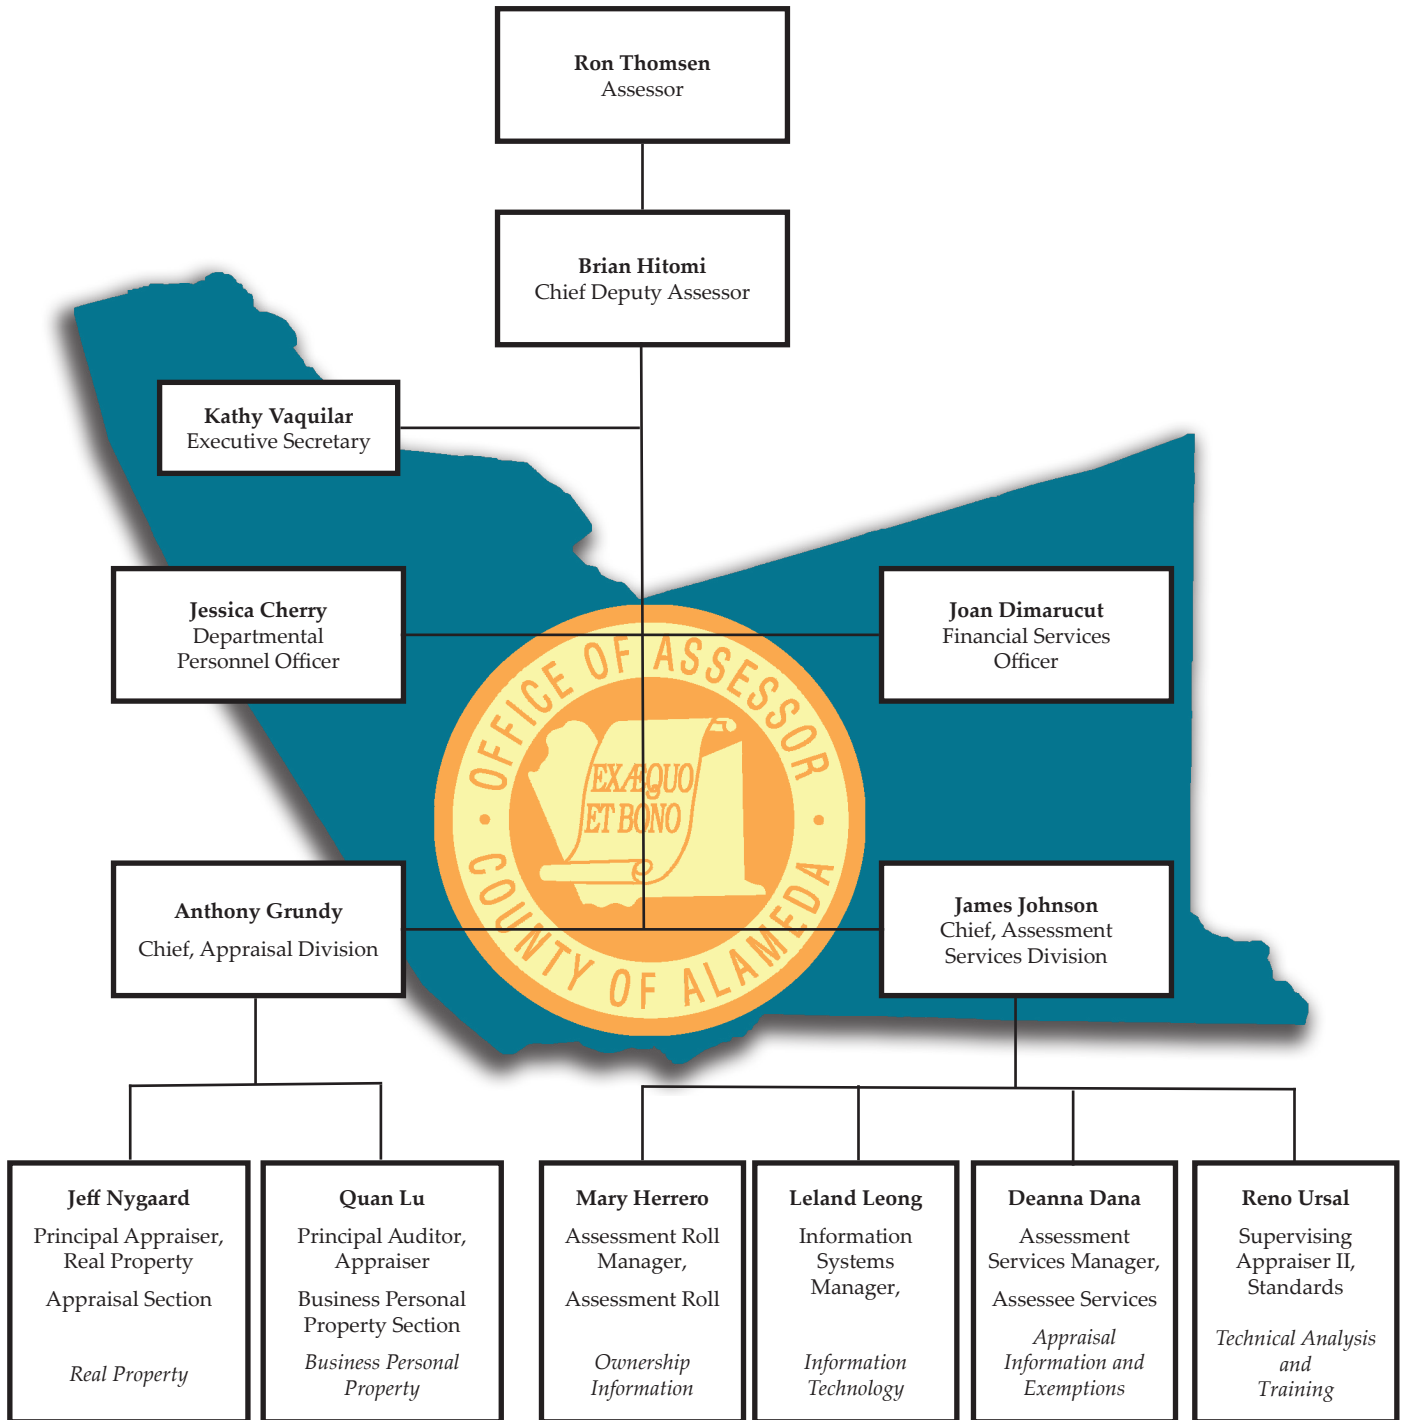 Ron Thomsen
Assessor
Brian Hitomi
Chief Deputy Assessor
Kathy Vaquilar
Executive Secretary
Jessica Cherry
Departmental
Personnel Officer
Joan Dimarucut
Financial Services
Officer
OFFICE OF ASSESSOR
EX ÆQUO
ET BONO
COUNTY OF ALAMEDA
Anthony Grundy
Chief, Appraisal Division
James Johnson
Chief, Assessment
Services Division
Jeff Nygaard
Principal Appraiser,
Real Property
Appraisal Section
Real Property
Quan Lu
Principal Auditor,
Appraiser
Business Personal
Property Section
Business Personal
Property
Mary Herrero
Assessment Roll
Manager,
Assessment Roll
Ownership
Information
Leland Leong
Information
Systems
Manager,
Information
Technology
Deanna Dana
Assessment
Services Manager,
Assessee Services
Appraisal
Information and
Exemptions
Reno Ursal
Supervising
Appraiser II,
Standards
Technical Analysis
and
Training